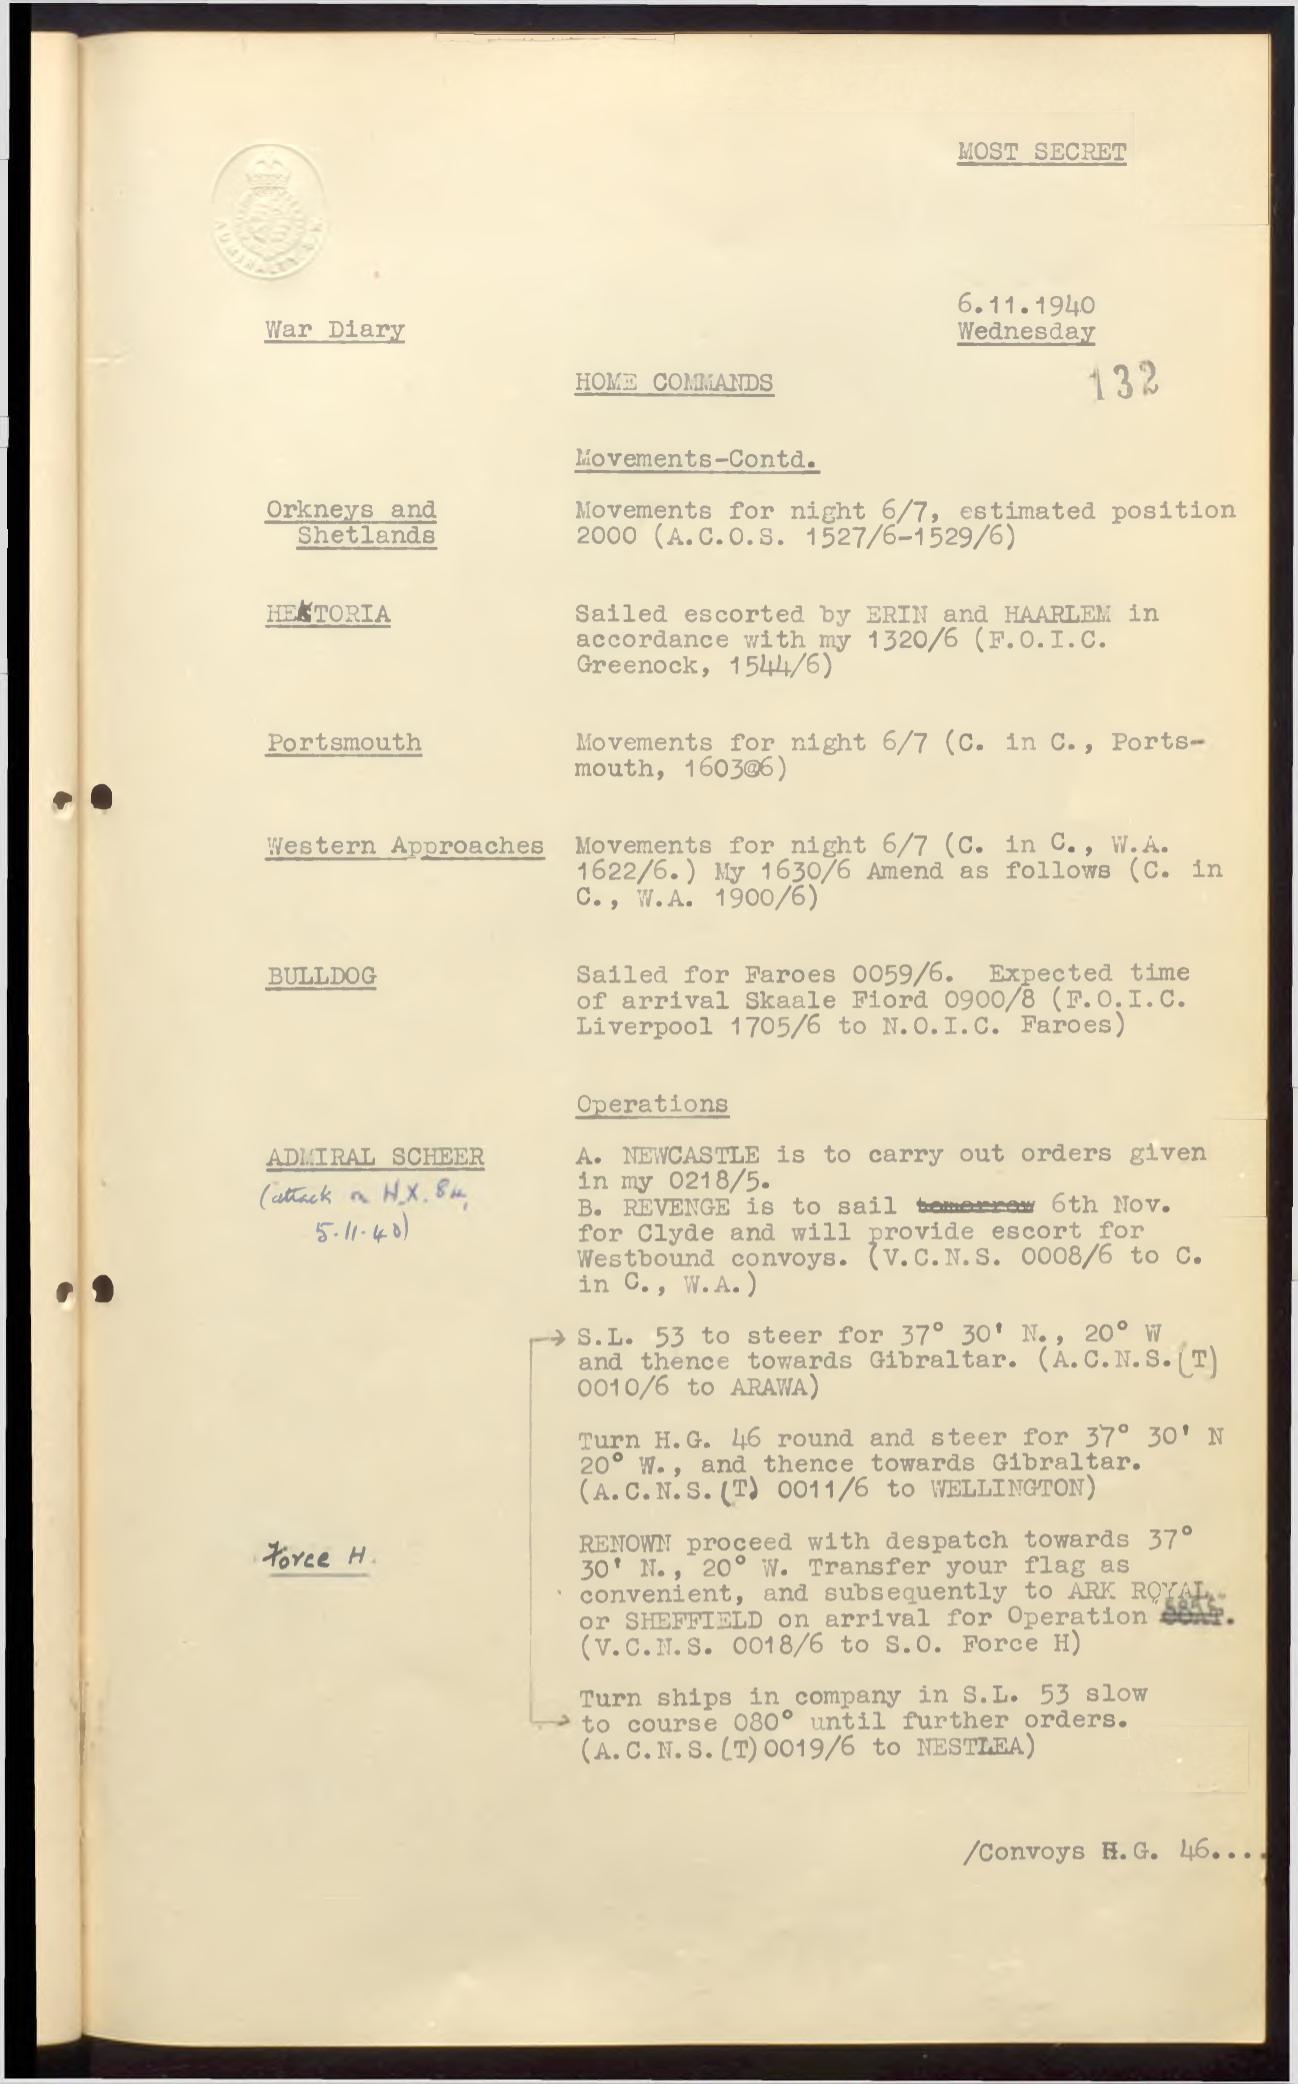 MOST SECRET
6.11.1940
War Diary
Wednesday
HOME COMMANDS
132
Movements-Contd.
Orkneys and
Shetlands
Movements for night 6/7, estimated position
2000 (A.C.O.S. 1527/6-1529/6)
HEKTORIA
Sailed escorted by ERIN and HAARLEM in
accordance with my 1320/6 (F.O.I.C.
Greenock, 1544/6)
Portsmouth
Movements for night 6/7 (C. in C., Ports-
mouth, 1603@6)
Western Approaches
Movements for night 6/7 (C. in C., W.A.
1622/6.) My 1630/6 Amend as follows (C. in
C., W.A. 1900/6)
BULLDOG
Sailed for Faroes 0059/6. Expected time
of arrival Skaale Fiord 0900/8 (F.O.I.C.
Liverpool 1705/6 to N.O.I.C. Faroes)
Operations
ADMIRAL SCHEER
(attack on H.X. 84,
5.11.40)
A. NEWCASTLE is to carry out orders given
in my 0218/5.
B. REVENGE is to sail tomorrow 6th Nov.
for Clyde and will provide escort for
Westbound convoys. (V.C.N.S. 0008/6 to C.
in C., W.A.)
S.L. 53 to steer for 37° 30' N., 20° W
and thence towards Gibraltar. (A.C.N.S.(T)
0010/6 to ARAWA)
Turn H.G. 46 round and steer for 37° 30' N
20° W., and thence towards Gibraltar.
(A.C.N.S.(T) 0011/6 to WELLINGTON)
Force H.
RENOWN proceed with despatch towards 37°
30' N., 20° W. Transfer your flag as
convenient, and subsequently to ARK ROYAL
or SHEFFIELD on arrival for Operation COAT.
(V.C.N.S. 0018/6 to S.O. Force H)
Turn ships in company in S.L. 53 slow
to course 080° until further orders.
(A.C.N.S.(T)0019/6 to NESTLEA)
/Convoys H.G. 46....